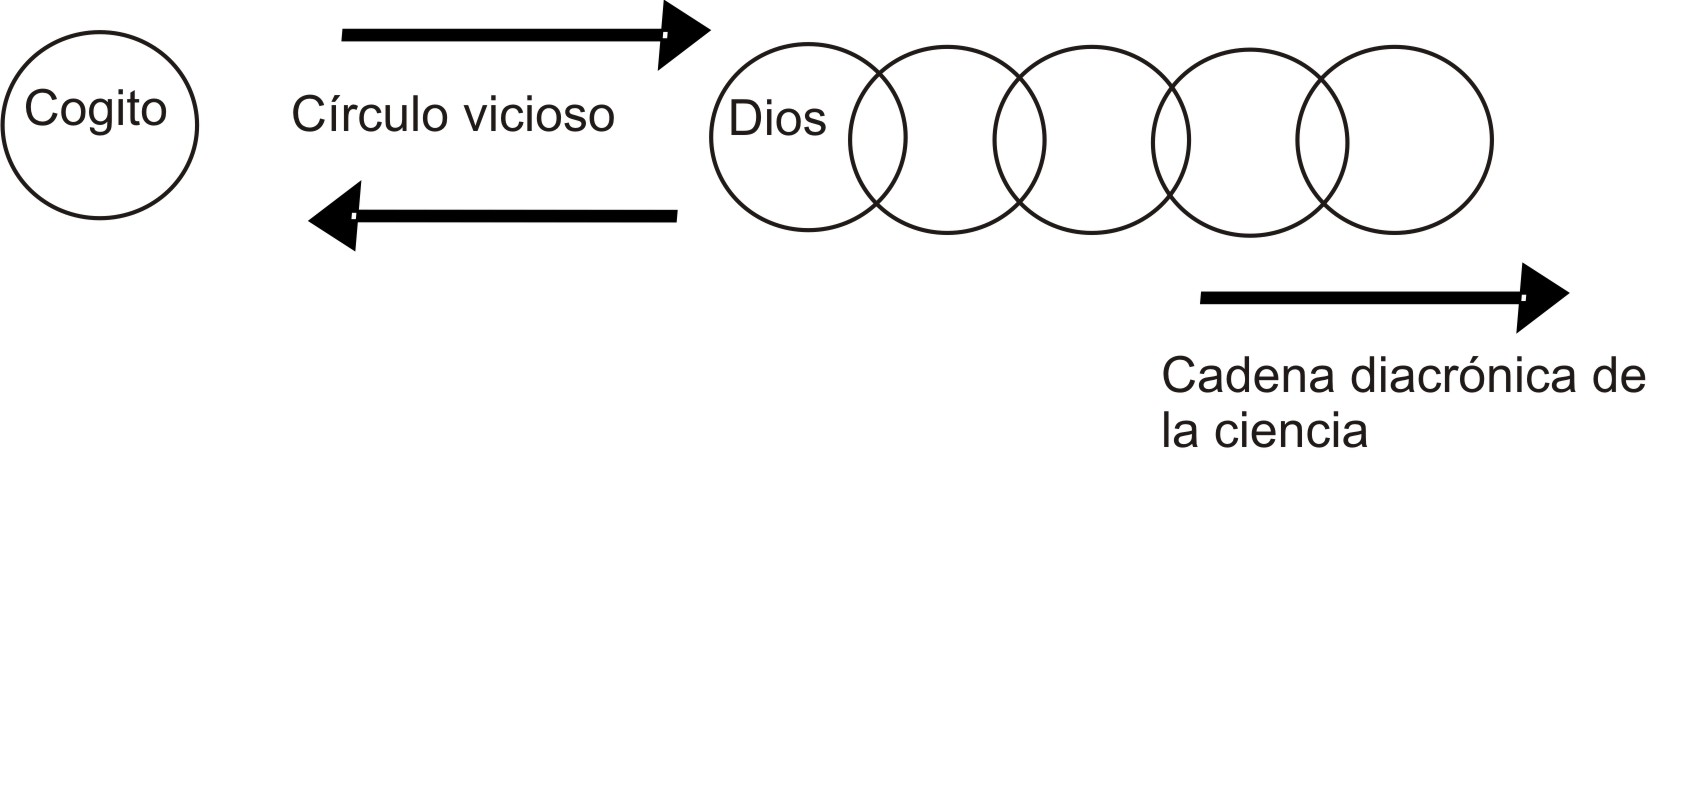 Cogito
Círculo vicioso
Dios
Cadena diacrónica de
la ciencia